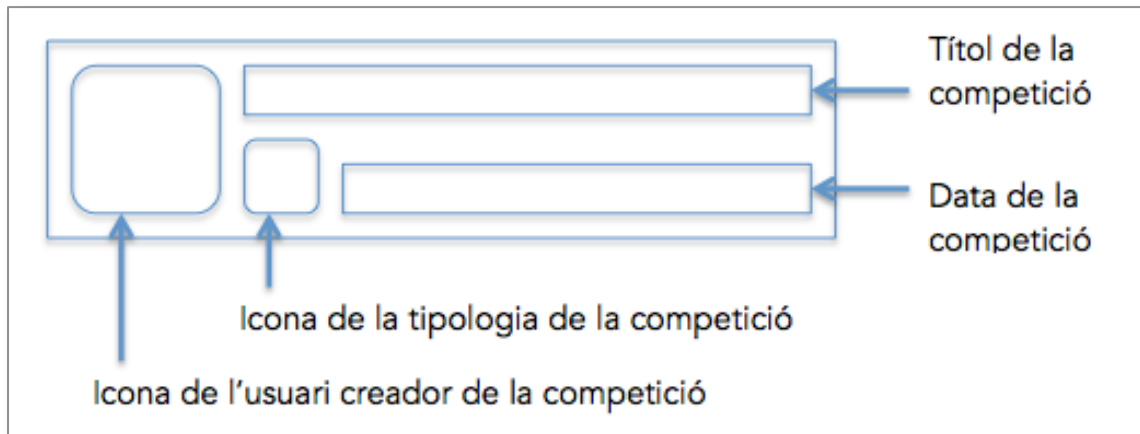 Títol de la
competició
Data de la
competició
Icona de la tipologia de la competició
Icona de l'usuari creador de la competició